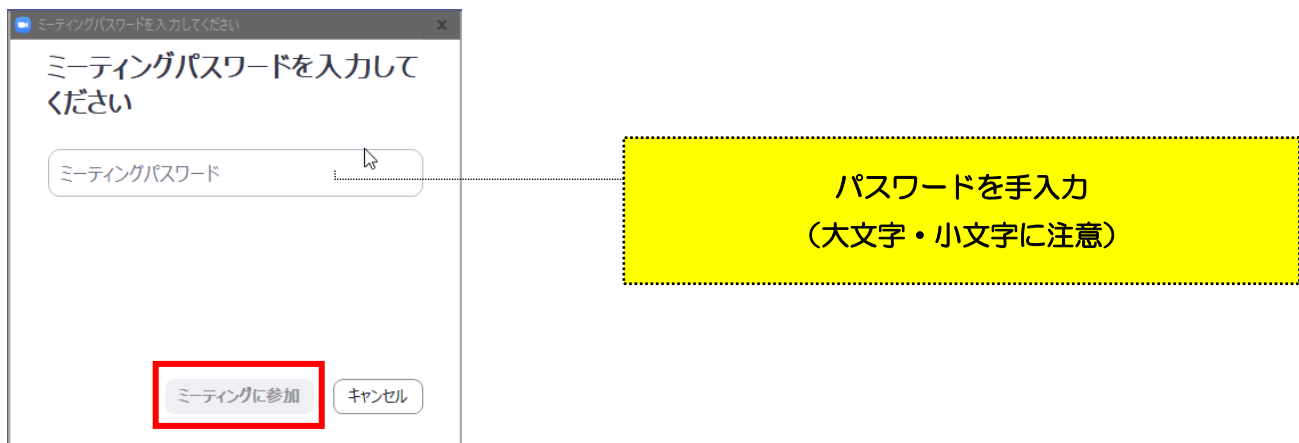 ミーティングパスワードを入力してください
x
ミーティングパスワードを入力して
ください
ミーティングパスワード
パスワードを手入力
（大文字・小文字に注意）
ミーティングに参加
キャンセル